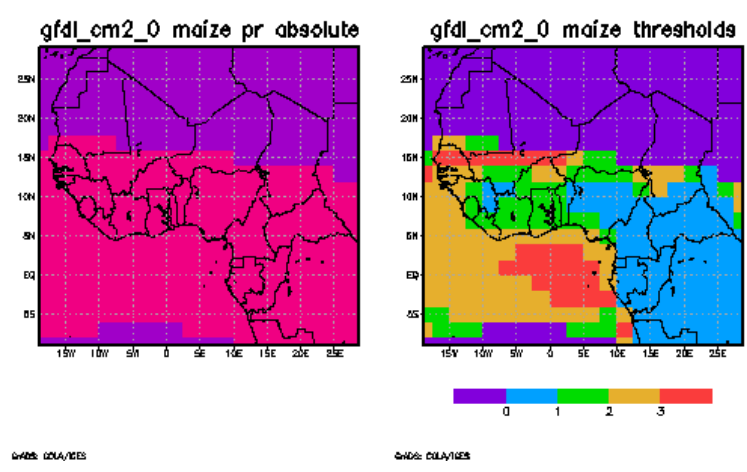 gfdl_cm2_0 maize pr absolute
gfdl_cm2_0 maize thresholds
25N
20N
15N
10N
5N
EQ
5S
15W 10W 5W 0 5E 10E 15E 20E 25E
25N
20N
15N
10N
5N
EQ
5S
15W 10W 5W 0 5E 10E 15E 20E 25E
0 1 2 3
GrADS: COLA/IGES
GrADS: COLA/IGES